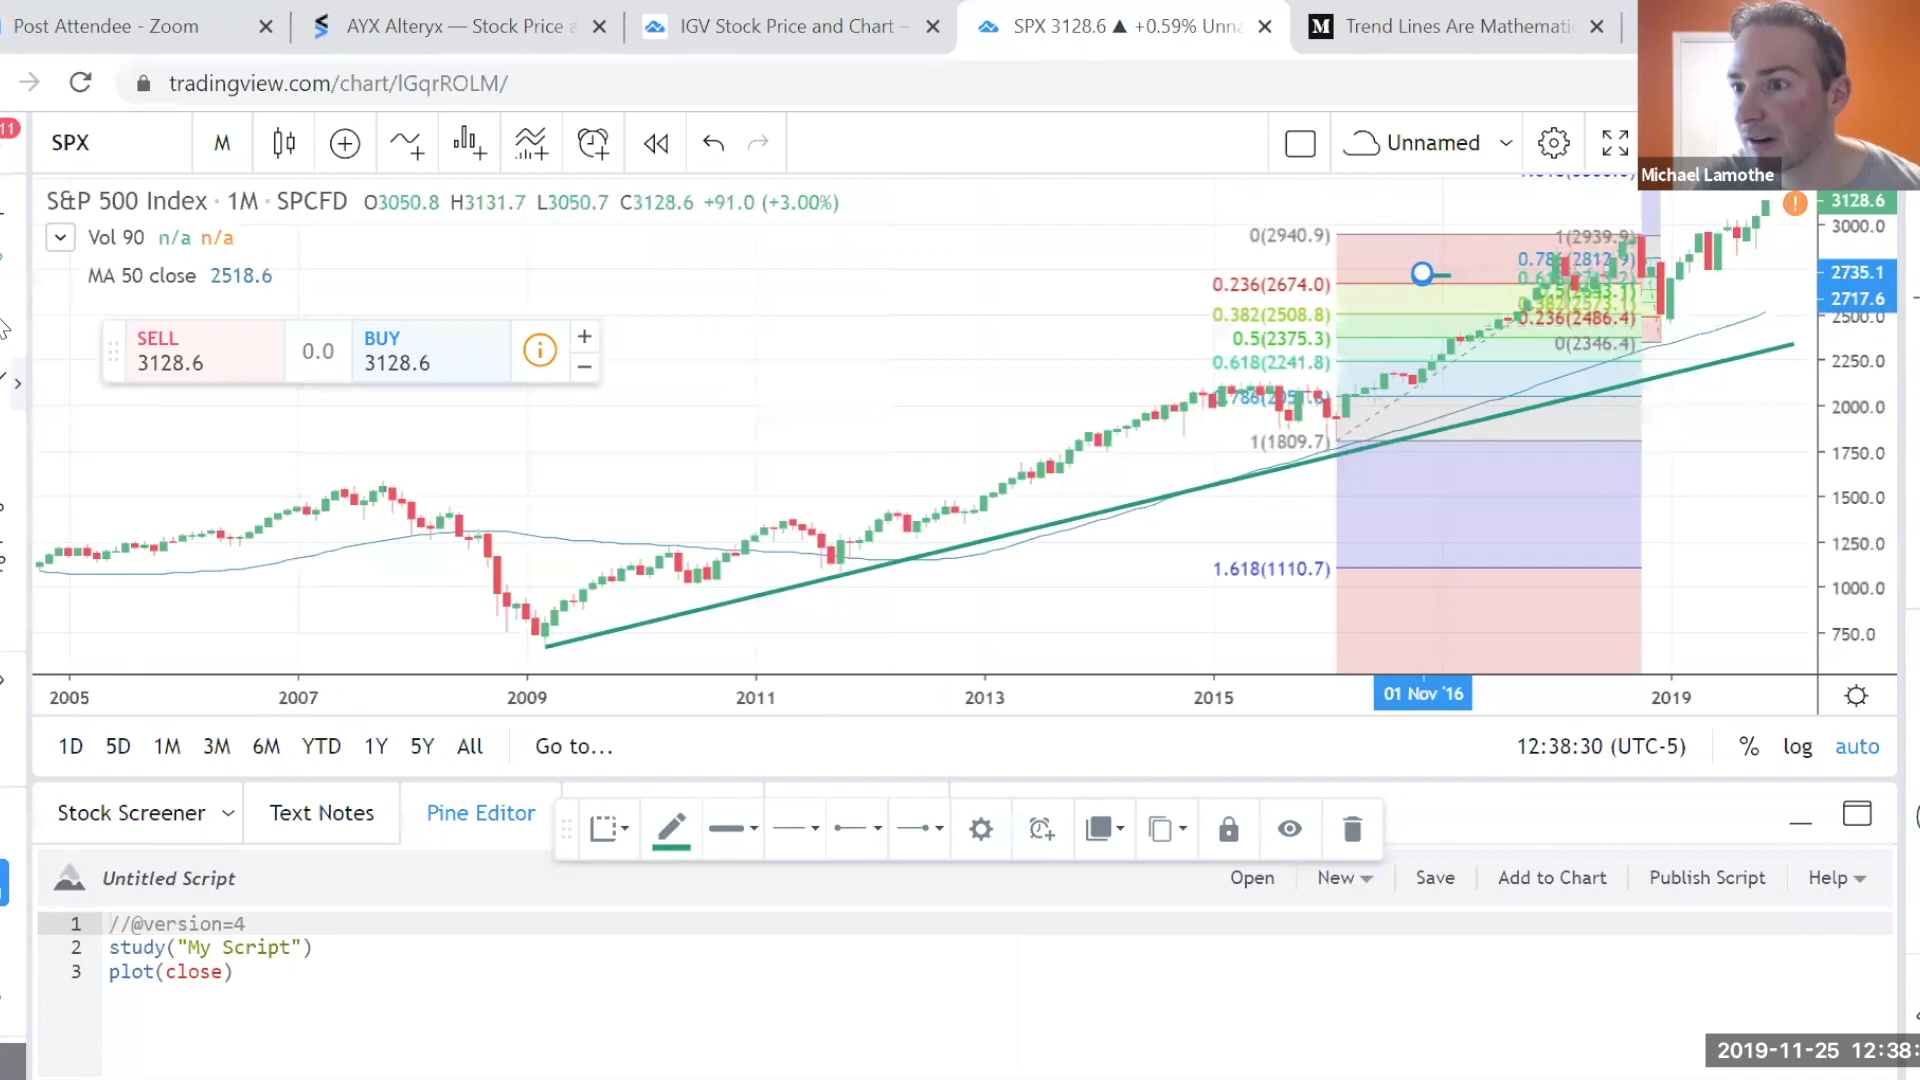 Post Attendee - Zoom
AYX Alteryx — Stock Price a
IGV Stock Price and Chart –
SPX 3128.6 ▲ +0.59% Unna
Trend Lines Are Mathematic
tradingview.com/chart/lGqrROLM/
11
SPX
M
Unnamed
Michael Lamothe
S&P 500 Index · 1M · SPCFD O3050.8 H3131.7 L3050.7 C3128.6 +91.0 (+3.00%)
Vol 90 n/a n/a
MA 50 close 2518.6
SELL
3128.6
0.0
BUY
3128.6
0(2940.9)
0.236(2674.0)
0.382(2508.8)
0.5(2375.3)
0.618(2241.8)
1(1809.7)
1.618(1110.7)
1(2939.9)
0.236(2486.4)
0(2346.4)
3128.6
3000.0
2735.1
2717.6
2500.0
2250.0
2000.0
1750.0
1500.0
1250.0
1000.0
750.0
2005
2007
2009
2011
2013
2015
01 Nov '16
2019
1D 5D 1M 3M 6M YTD 1Y 5Y All Go to...
12:38:30 (UTC-5) % log auto
Stock Screener
Text Notes
Pine Editor
Untitled Script
Open New Save Add to Chart Publish Script Help
1 //@version=4
2 study("My Script")
3 plot(close)
2019-11-25 12:38: